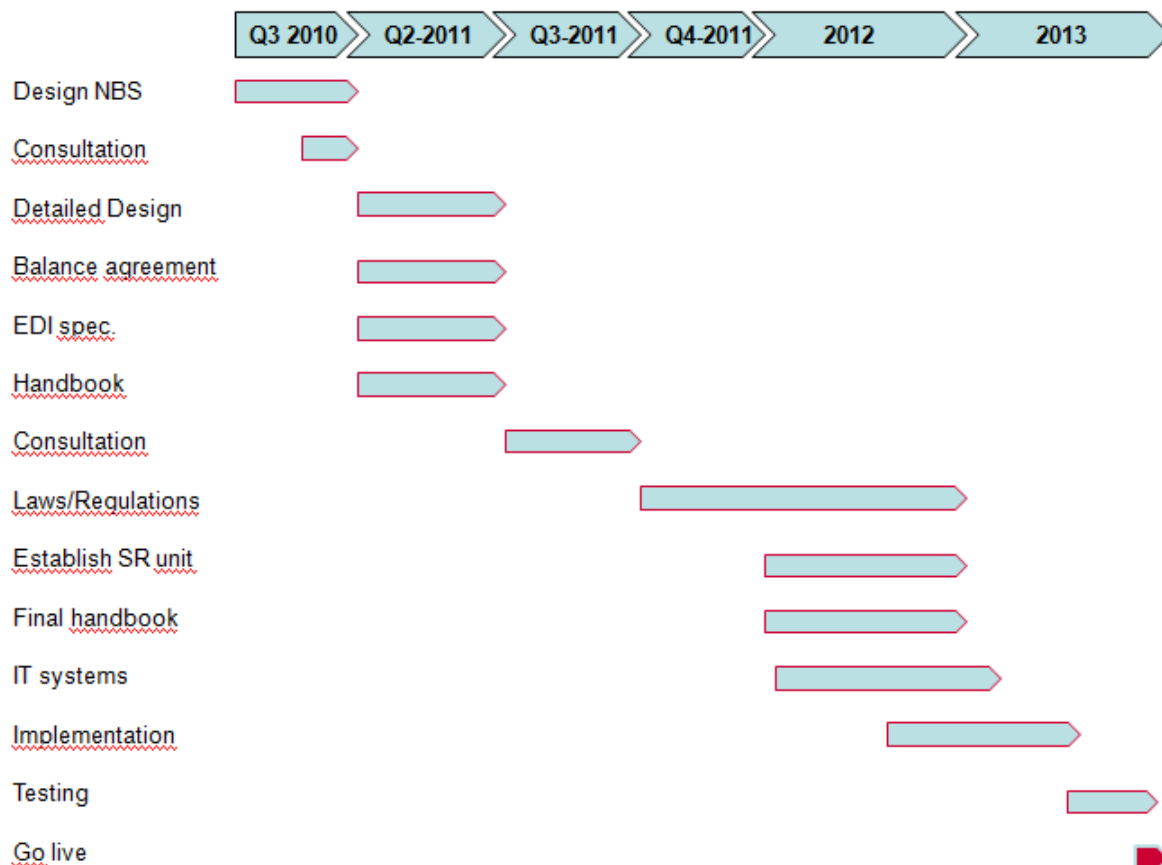 Q3 2010 Q2-2011 Q3-2011 Q4-2011 2012 2013
Design NBS
Consultation
Detailed Design
Balance agreement
EDI spec.
Handbook
Consultation
Laws/Regulations
Establish SR unit
Final handbook
IT systems
Implementation
Testing
Go live